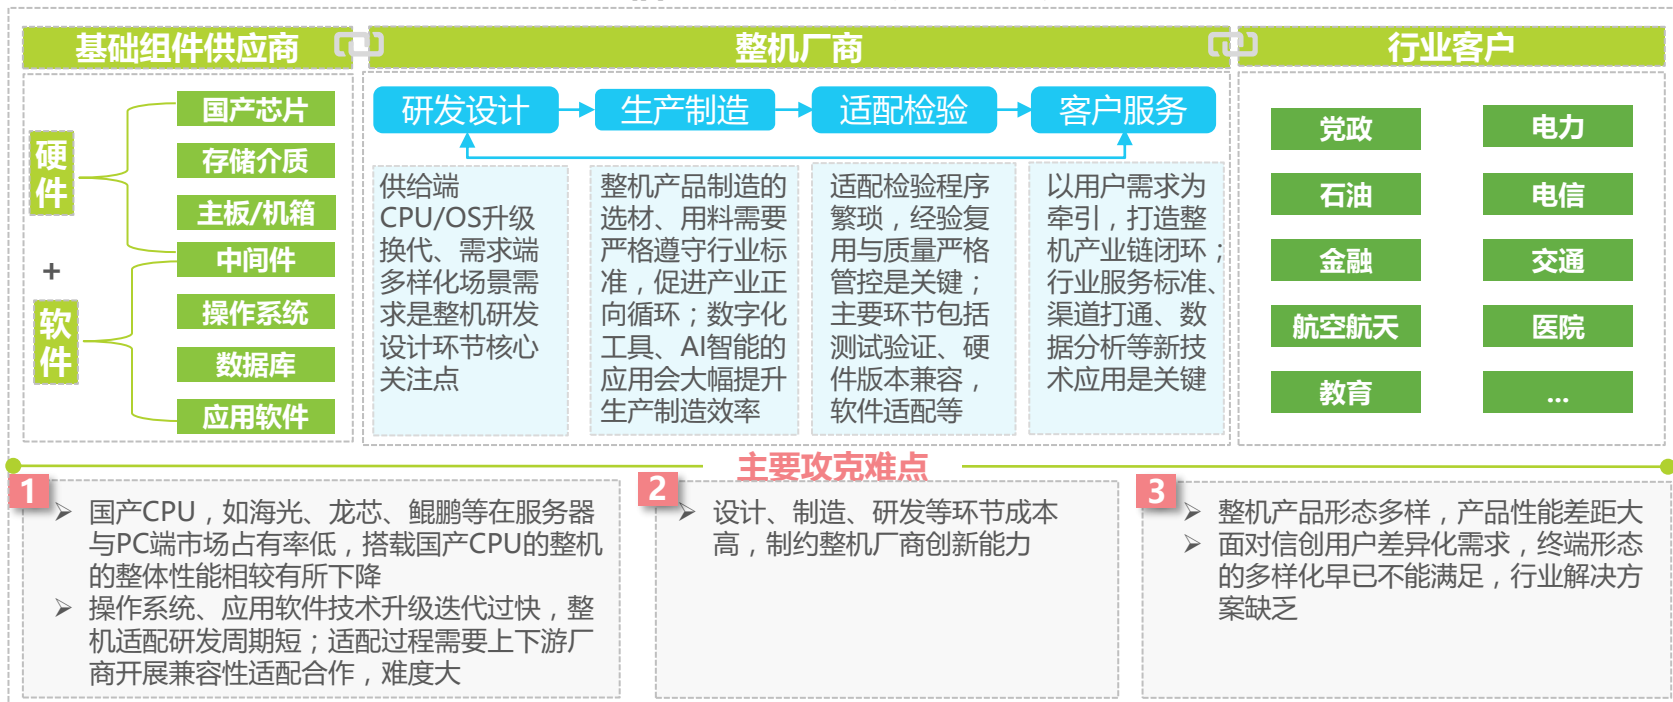 基础组件供应商
整机厂商
行业客户
硬件
+
软件
国产芯片
存储介质
主板/机箱
中间件
操作系统
数据库
应用软件
研发设计
生产制造
适配检验
客户服务
供给端
CPU/OS升级
换代、需求端
多样化场景需
求是整机研发
设计环节核心
关注点
整机产品制造的
选材、用料需要
严格遵守行业标
准，促进产业正
向循环；数字化
工具、AI智能的
应用会大幅提升
生产制造效率
适配检验程序
繁琐，经验复
用与质量严格
管控是关键；
主要环节包括
测试验证、硬
件版本兼容，
软件适配等
以用户需求为
牵引，打造整
机产业链闭环；
行业服务标准、
渠道打通、数
据分析等新技
术应用是关键
党政
电力
石油
电信
金融
交通
航空航天
医院
教育
...
主要攻克难点
1
➢ 国产CPU，如海光、龙芯、鲲鹏等在服务器
与PC端市场占有率低，搭载国产CPU的整机
的整体性能相较有所下降
➢ 操作系统、应用软件技术升级迭代过快，整
机适配研发周期短；适配过程需要上下游厂
商开展兼容性适配合作，难度大
2
➢ 设计、制造、研发等环节成本
高，制约整机厂商创新能力
3
➢ 整机产品形态多样，产品性能差距大
➢ 面对信创用户差异化需求，终端形态
的多样化早已不能满足，行业解决方
案缺乏